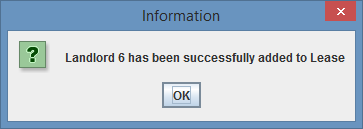 Information
Landlord 6 has been successfully added to Lease
OK